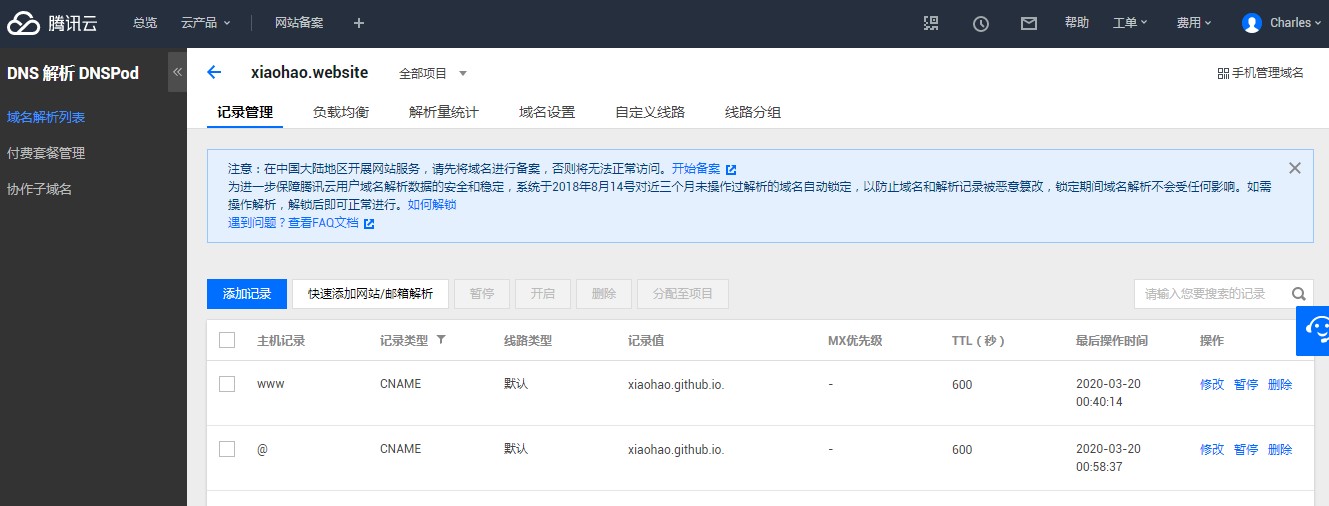 腾讯云 总览 云产品 网站备案 + 帮助 工单 费用 Charles
DNS 解析 DNSPod «
域名解析列表
付费套餐管理
协作子域名
xiaohao.website 全部项目 手机管理域名
记录管理 负载均衡 解析量统计 域名设置 自定义线路 线路分组
注意：在中国大陆地区开展网站服务，请先将域名进行备案，否则将无法正常访问。开始备案
为进一步保障腾讯云用户域名解析数据的安全和稳定，系统于2018年8月14号对近三个月未操作过解析的域名自动锁定，以防止域名和解析记录被恶意篡改，锁定期间域名解析不会受任何影响。如需
操作解析，解锁后即可正常进行。如何解锁
遇到问题？查看FAQ文档
添加记录 快速添加网站/邮箱解析 暂停 开启 删除 分配至项目 请输入您要搜索的记录
主机记录 记录类型 线路类型 记录值 MX优先级 TTL（秒） 最后操作时间 操作
www CNAME 默认 xiaohao.github.io. - 600 2020-03-20 修改 暂停 删除
00:40:14
@ CNAME 默认 xiaohao.github.io. - 600 2020-03-20 修改 暂停 删除
00:58:37